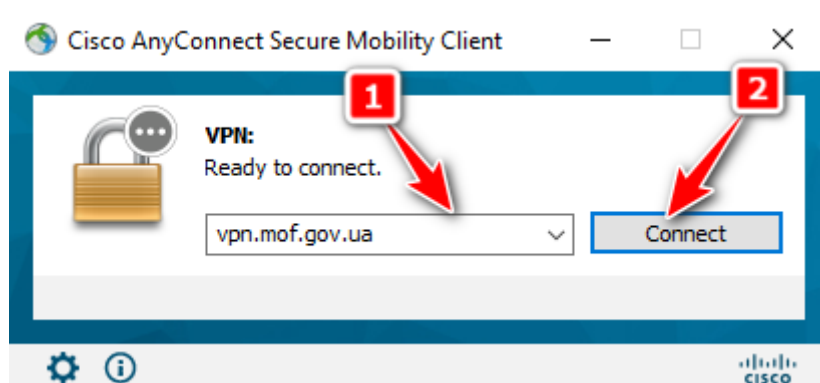 Cisco AnyConnect Secure Mobility Client
1
2
VPN:
Ready to connect.
vpn.mof.gov.ua
Connect
cisco